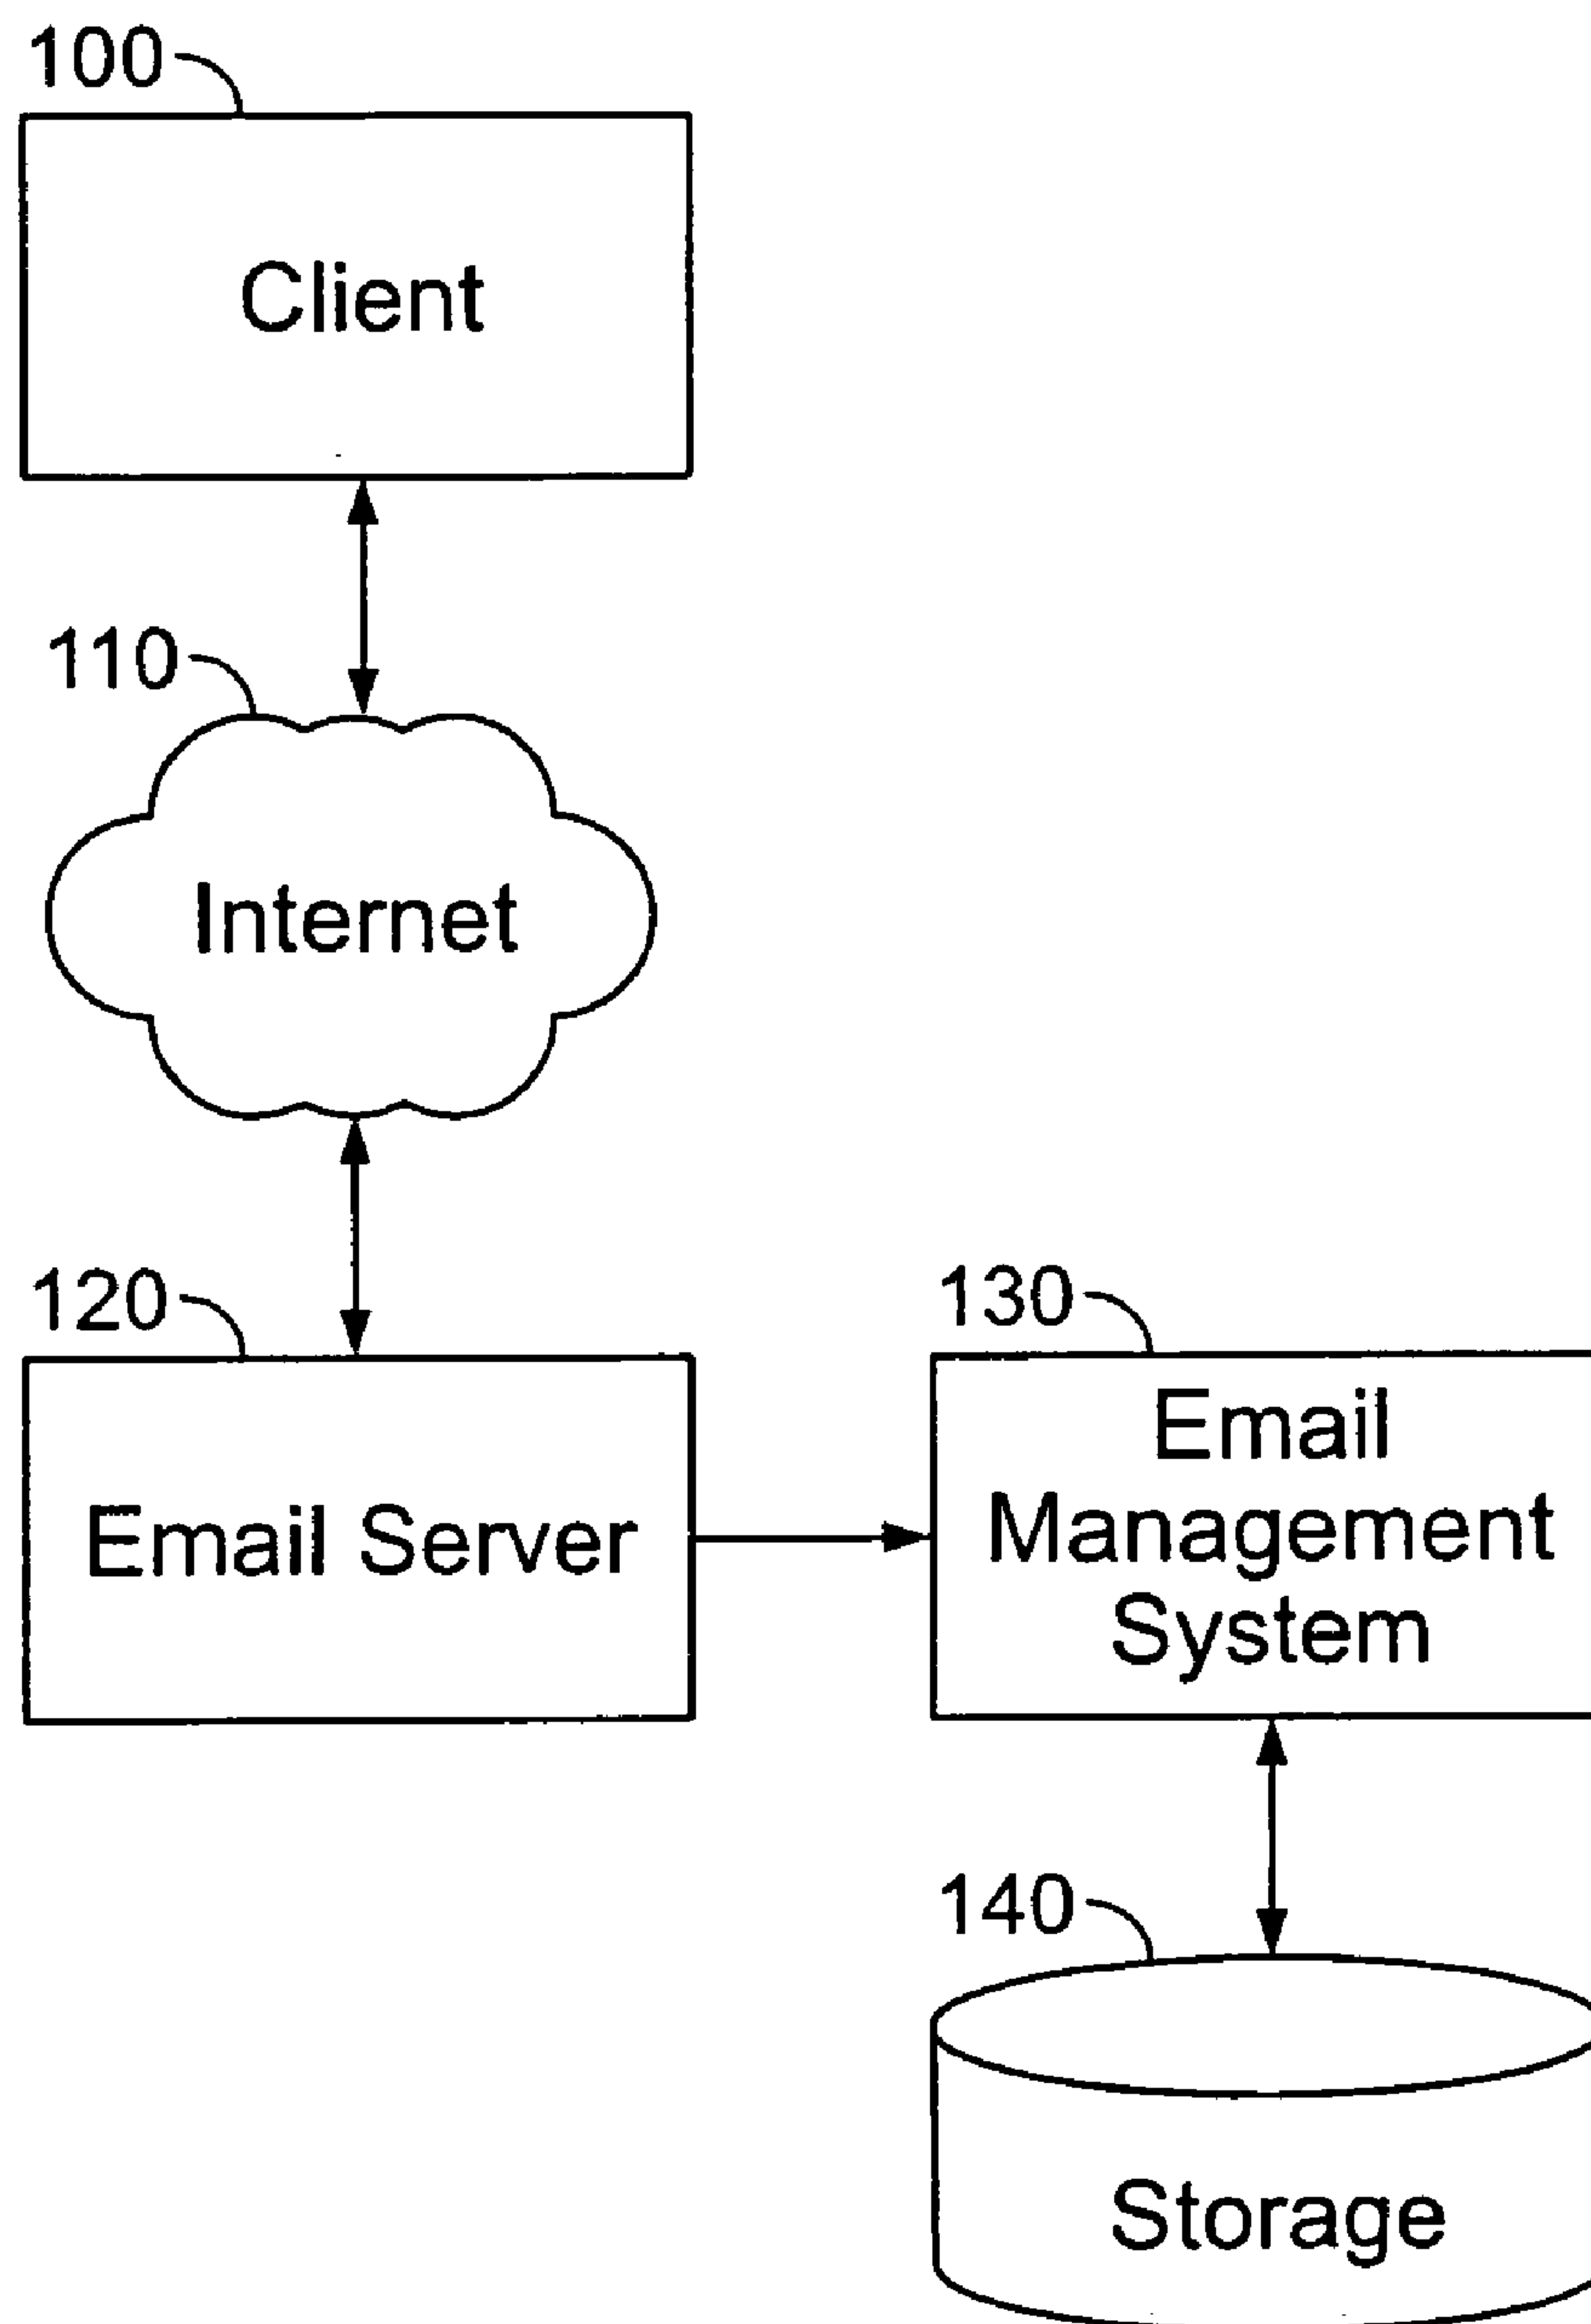 100
Client
110
Internet
120
Email Server
130
Email
Management
System
140
Storage